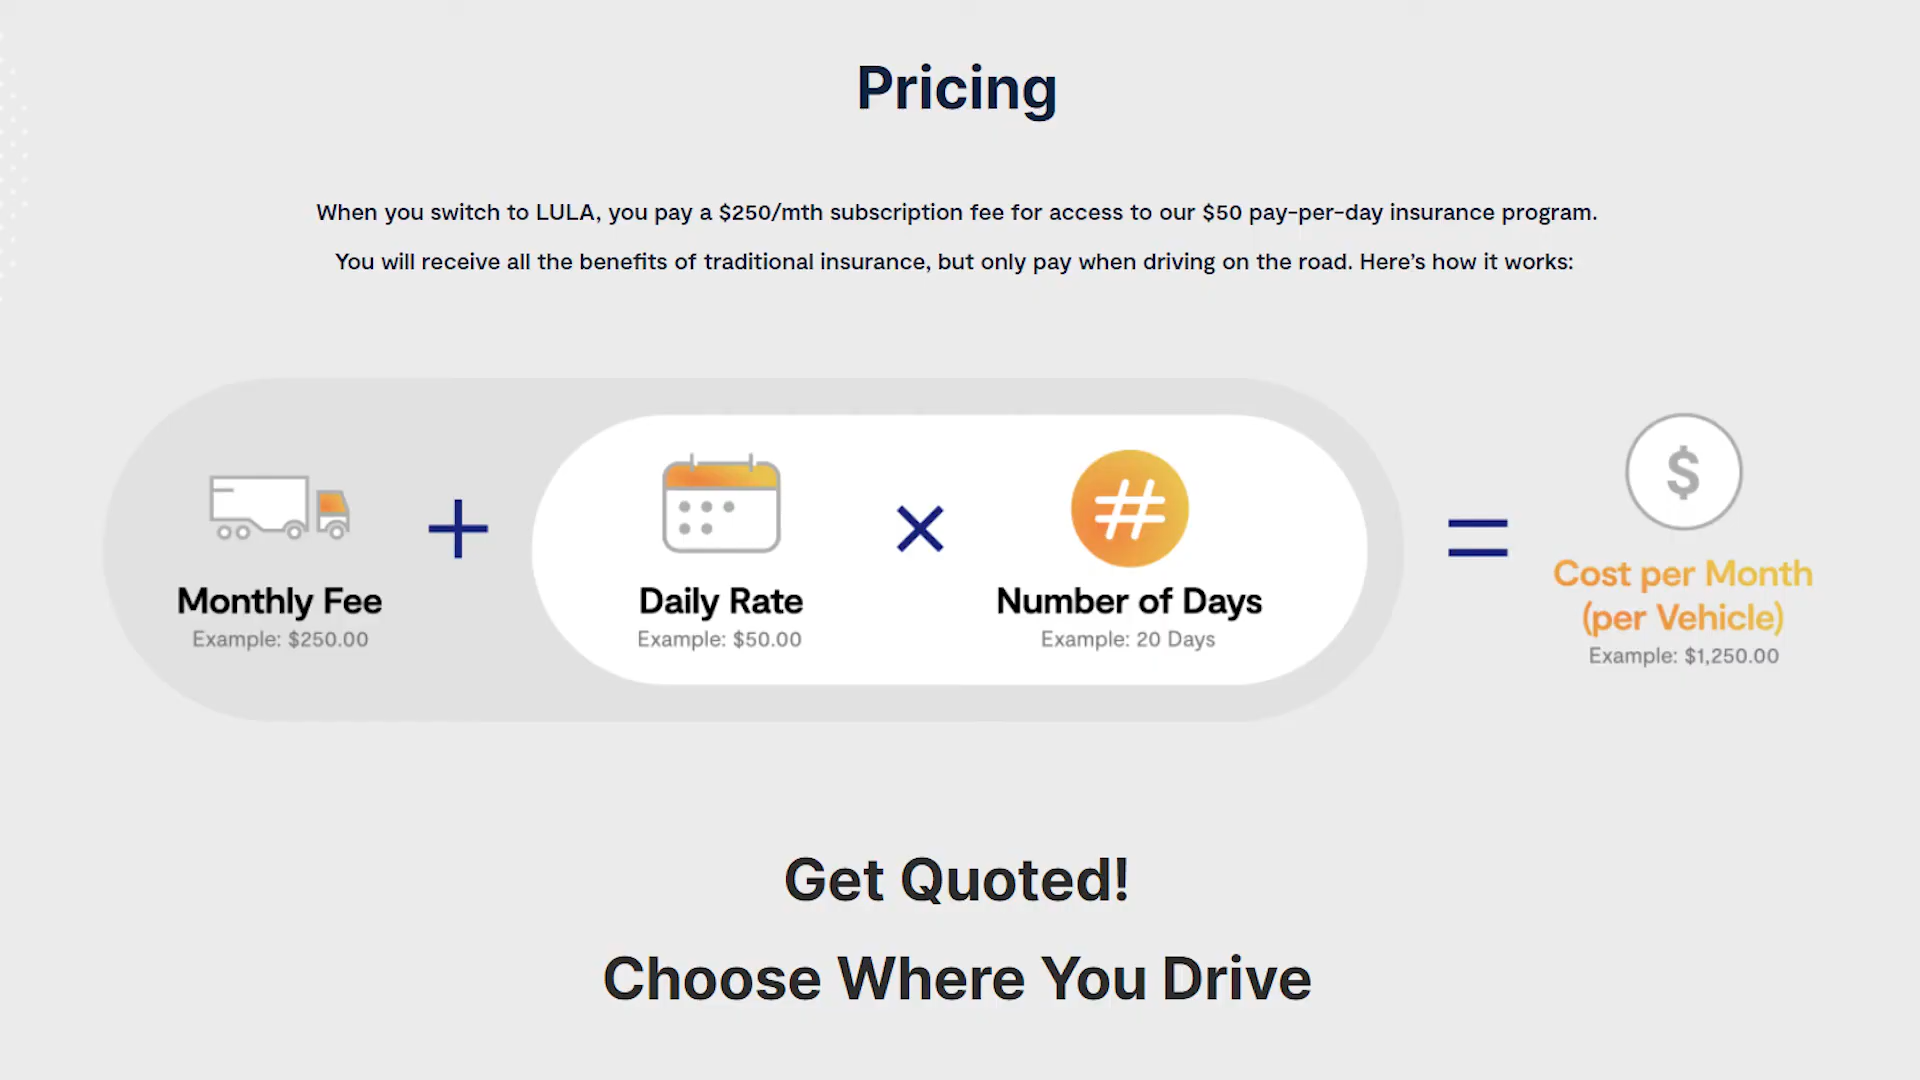 Pricing
When you switch to LULA, you pay a $250/mth subscription fee for access to our $50 pay-per-day insurance program.
You will receive all the benefits of traditional insurance, but only pay when driving on the road. Here's how it works:
+
×
#
=
$
Monthly Fee
Example: $250.00
Daily Rate
Example: $50.00
Number of Days
Example: 20 Days
Cost per Month
(per Vehicle)
Example: $1,250.00
Get Quoted!
Choose Where You Drive